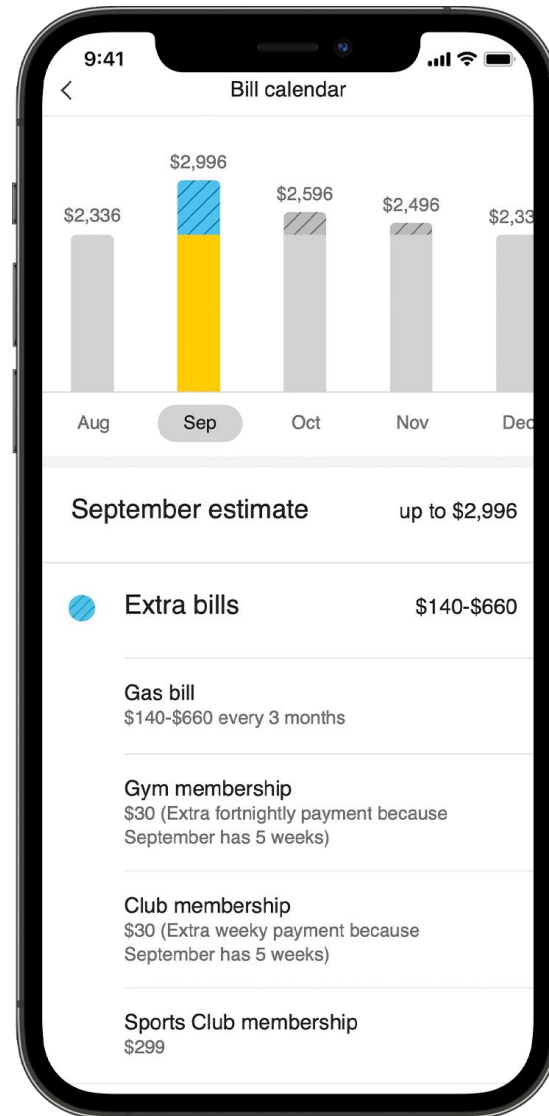 9:41
Bill calendar
$2,996
$2,596
$2,496
$2,336
$2,33
Aug
Sep
Oct
Nov
Dec
September estimate
up to $2,996
Extra bills
$140-$660
Gas bill
$140-$660 every 3 months
Gym membership
$30 (Extra fortnightly payment because
September has 5 weeks)
Club membership
$30 (Extra weeky payment because
September has 5 weeks)
Sports Club membership
$299